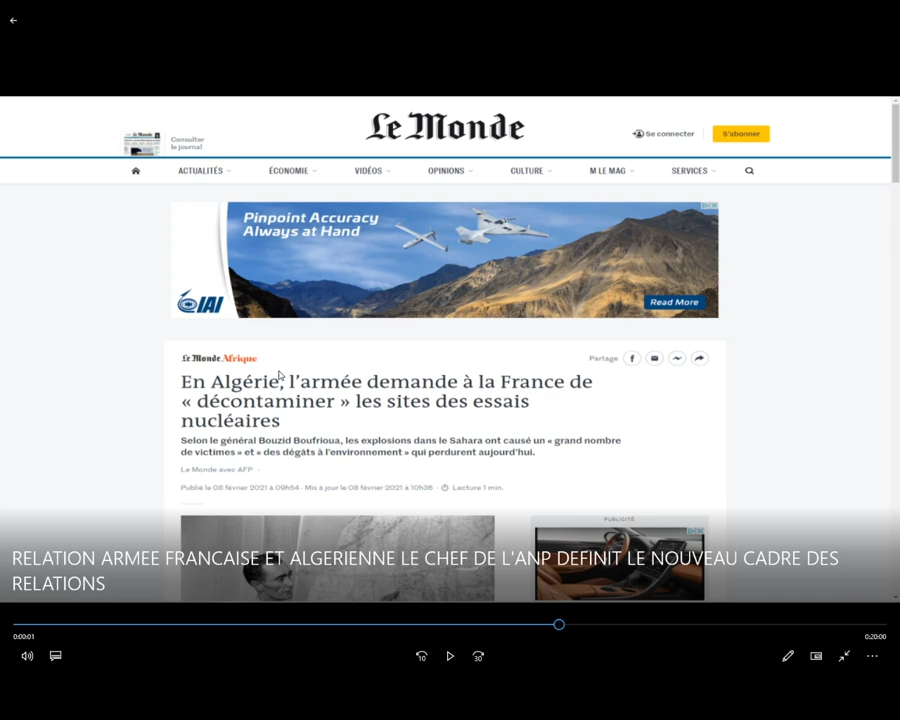 Le Monde
Consulter
le journal
Se connecter
S'abonner
ACTUALITÉS
ÉCONOMIE
VIDÉOS
OPINIONS
CULTURE
M LE MAG
SERVICES
Pinpoint Accuracy
Always at Hand
IAI
Read More
Le Monde Afrique
Partage
En Algérie, l'armée demande à la France de
« décontaminer » les sites des essais
nucléaires
Selon le général Bouzid Boufrioua, les explosions dans le Sahara ont causé un « grand nombre
de victimes » et « des dégâts à l'environnement » qui perdurent aujourd'hui.
Le Monde avec AFP
Publié le 08 février 2021 à 09h54 - Mis à jour le 08 février 2021 à 10h36 · Lecture 1 min.
PUBLICITÉ
RELATION ARMEE FRANCAISE ET ALGERIENNE LE CHEF DE L'ANP DEFINIT LE NOUVEAU CADRE DES
RELATIONS
0:00:01
0:20:00
10
30